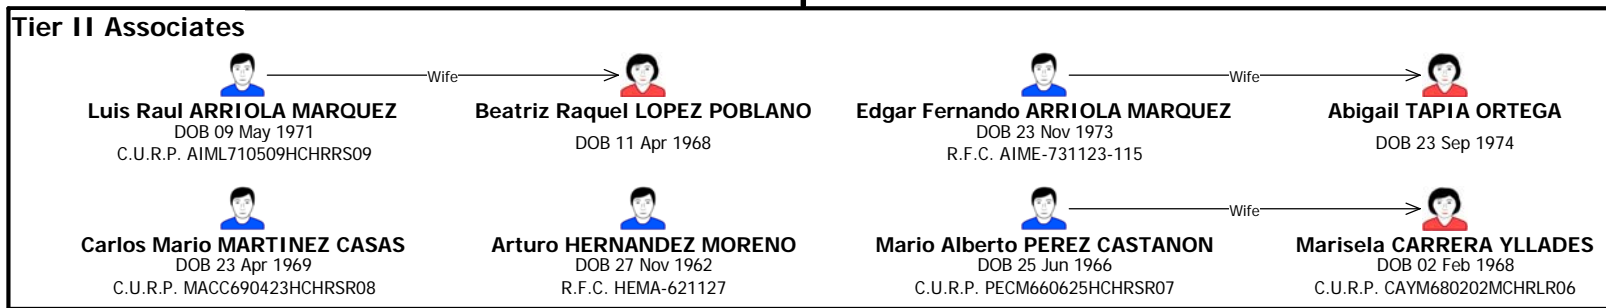 Tier II Associates
Wife
Wife
Luis Raul ARRIOLA MARQUEZ
DOB 09 May 1971
C.U.R.P. AIML710509HCHRRS09
Beatriz Raquel LOPEZ POBLANO
DOB 11 Apr 1968
Edgar Fernando ARRIOLA MARQUEZ
DOB 23 Nov 1973
R.F.C. AIME-731123-115
Abigail TAPIA ORTEGA
DOB 23 Sep 1974
Wife
Carlos Mario MARTINEZ CASAS
DOB 23 Apr 1969
C.U.R.P. MACC690423HCHRSR08
Arturo HERNANDEZ MORENO
DOB 27 Nov 1962
R.F.C. HEMA-621127
Mario Alberto PEREZ CASTANON
DOB 25 Jun 1966
C.U.R.P. PECM660625HCHRSR07
Marisela CARRERA YLLADES
DOB 02 Feb 1968
C.U.R.P. CAYM680202MCHRLR06